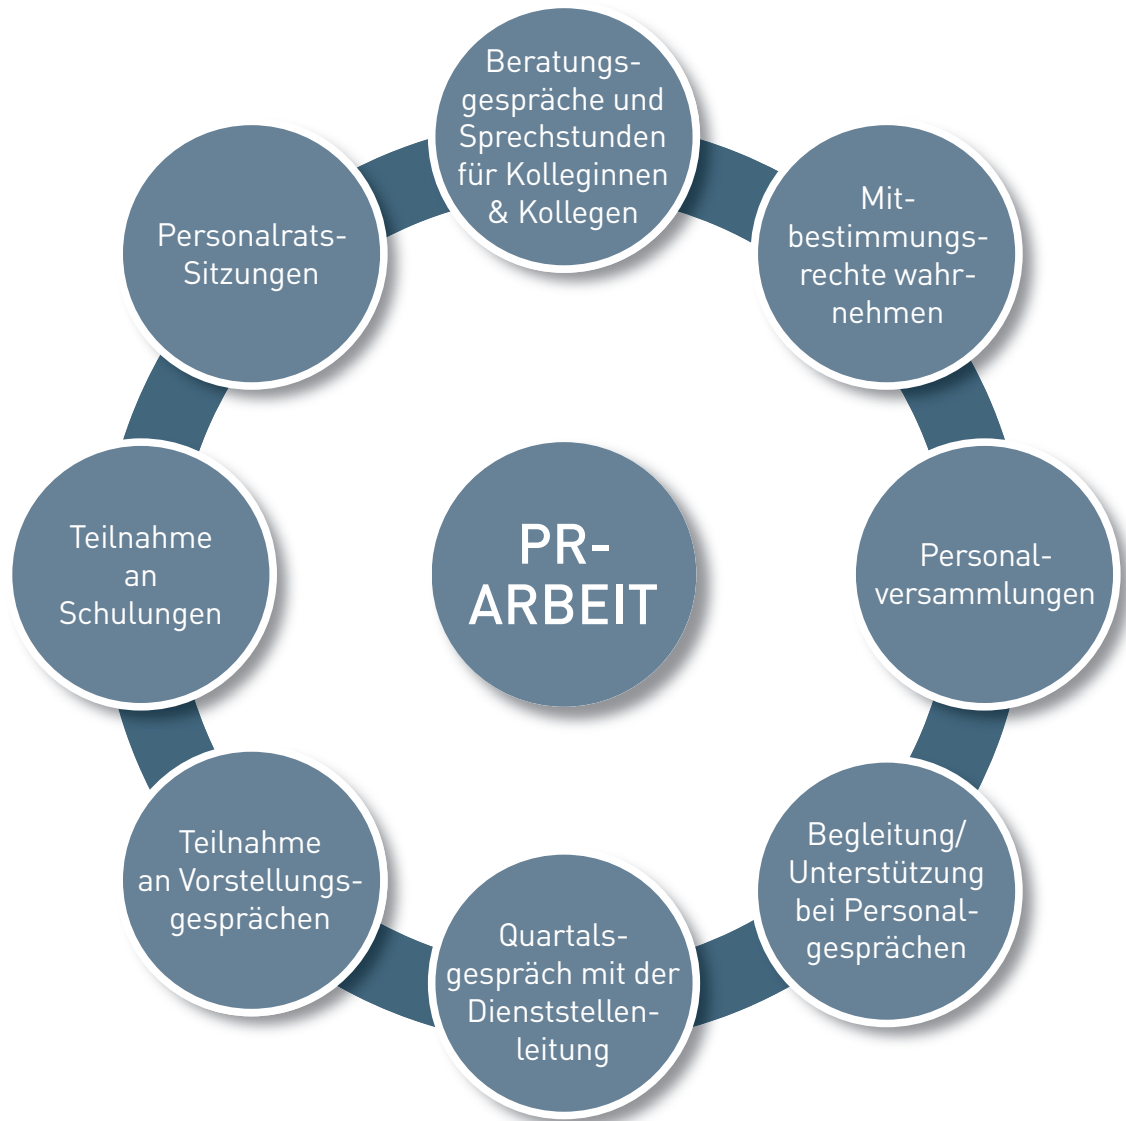 Beratungs-
gespräche und
Sprechstunden
für Kolleginnen
& Kollegen
Mit-
bestimmungs-
rechte wahr-
nehmen
Personal-
versammlungen
Begleitung/
Unterstützung
bei Personal-
gesprächen
Quartals-
gespräch mit der
Dienststellen-
leitung
Teilnahme
an Vorstellungs-
gesprächen
Teilnahme
an
Schulungen
Personalrats-
Sitzungen
PR-
ARBEIT